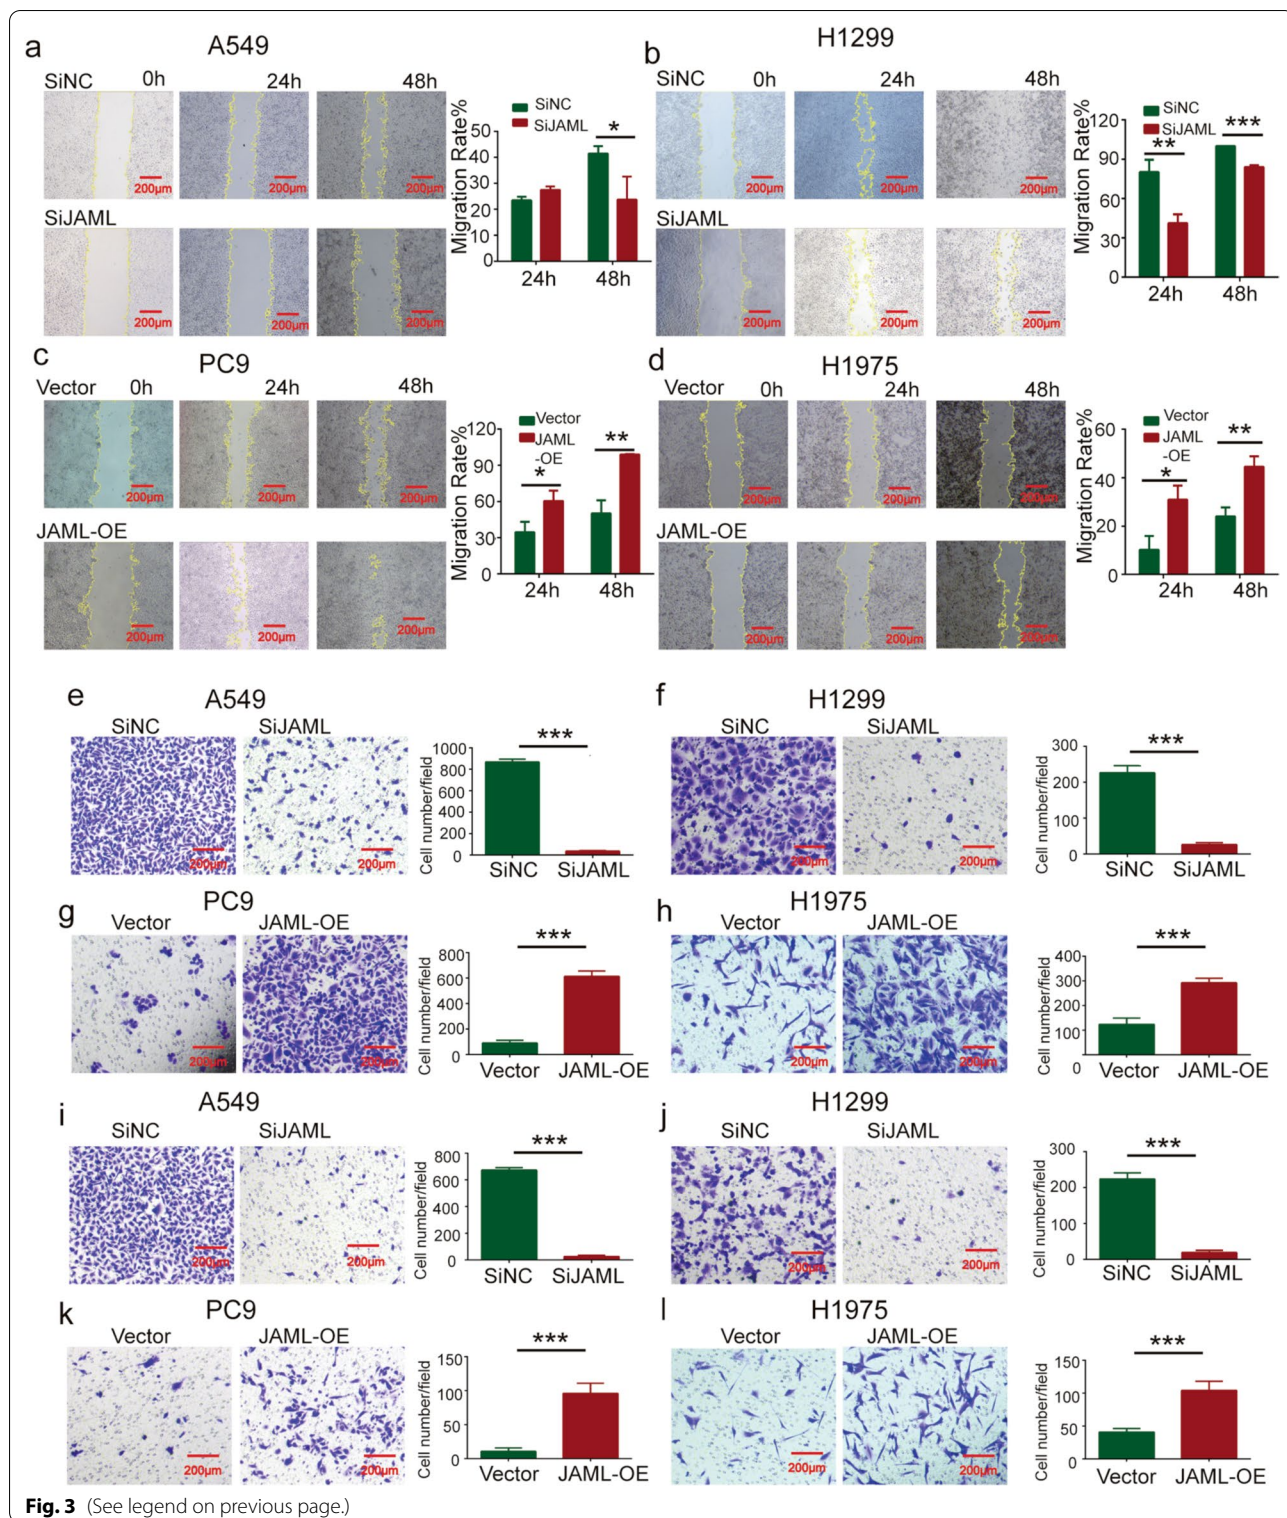 a
A549
SiNC 0h 24h 48h
200µm 200µm 200µm
SiJAML
200µm 200µm 200µm
SiNC
SiJAML
Migration Rate%
50
40
30
20
10
0
*
24h 48h
b
H1299
SiNC 0h 24h 48h
200µm 200µm 200µm
SiJAML
200µm 200µm 200µm
SiNC
SiJAML
Migration Rate%
120
90
60
30
0
** ***
24h 48h
c
PC9
Vector 0h 24h 48h
200µm 200µm 200µm
JAML-OE
200µm 200µm 200µm
Vector
JAML
-OE
Migration Rate%
120
90
60
30
0
* **
24h 48h
d
H1975
Vector 0h 24h 48h
200µm 200µm 200µm
JAML-OE
200µm 200µm 200µm
Vector
JAML
-OE
Migration Rate%
60
40
20
0
* **
24h 48h
e
A549
SiNC SiJAML
200µm 200µm
Cell number/field
1000
800
600
400
200
0
***
SiNC SiJAML
f
H1299
SiNC SiJAML
200µm 200µm
Cell number/field
300
200
100
0
***
SiNC SiJAML
g
PC9
Vector JAML-OE
200µm 200µm
Cell number/field
800
600
400
200
0
***
Vector JAML-OE
h
H1975
Vector JAML-OE
200µm 200µm
Cell number/field
400
300
200
100
0
***
Vector JAML-OE
i
A549
SiNC SiJAML
200µm 200µm
Cell number/field
800
600
400
200
0
***
SiNC SiJAML
j
H1299
SiNC SiJAML
200µm 200µm
Cell number/field
300
200
100
0
***
SiNC SiJAML
k
PC9
Vector JAML-OE
200µm 200µm
Cell number/field
150
100
50
0
***
Vector JAML-OE
l
H1975
Vector JAML-OE
200µm 200µm
Cell number/field
150
100
50
0
***
Vector JAML-OE
Fig. 3 (See legend on previous page.)